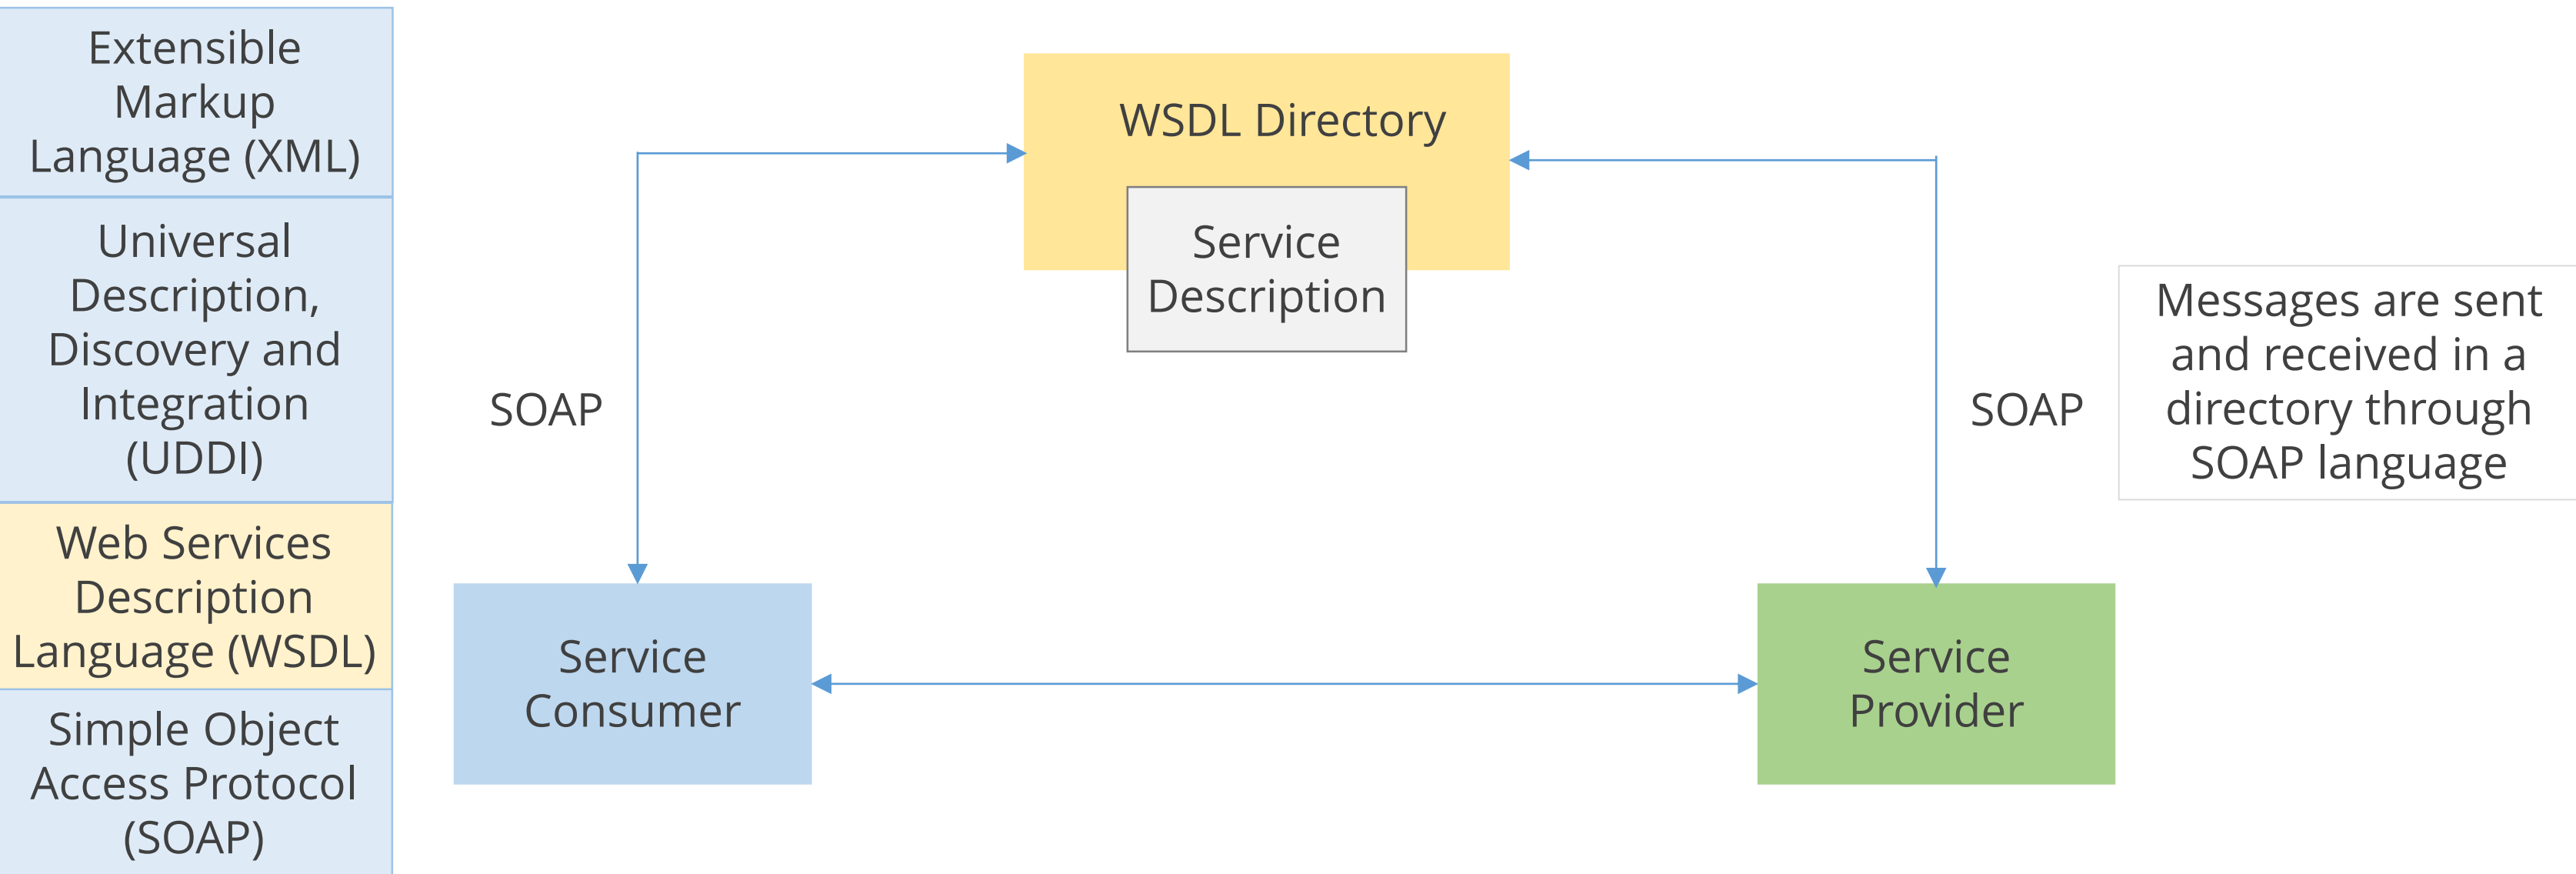 Extensible
Markup
Language (XML)
Universal
Description,
Discovery and
Integration
(UDDI)
Web Services
Description
Language (WSDL)
Simple Object
Access Protocol
(SOAP)
WSDL Directory
Service
Description
SOAP
SOAP
Messages are sent
and received in a
directory through
SOAP language
Service
Consumer
Service
Provider